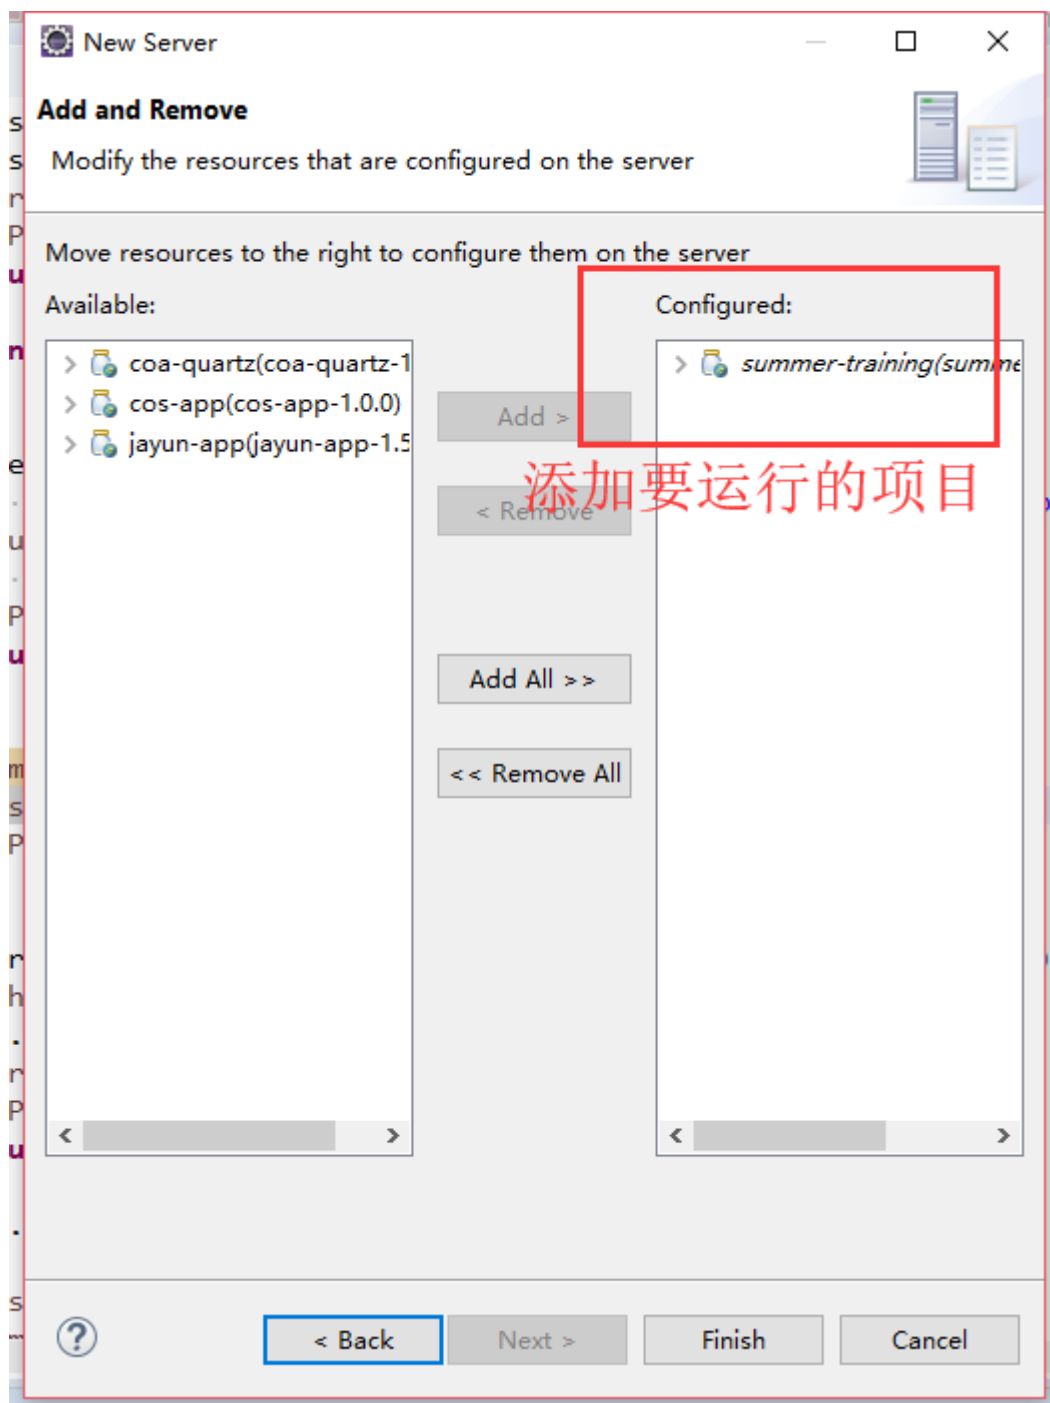 New Server
Add and Remove
Modify the resources that are configured on the server
Move resources to the right to configure them on the server
Available:
Configured:
coa-quartz(coa-quartz-1
cos-app(cos-app-1.0.0)
jayun-app(jayun-app-1.5
summer-training(summe
Add >
添加要运行的项目
< Remove
Add All >>
<< Remove All
< Back
Next >
Finish
Cancel